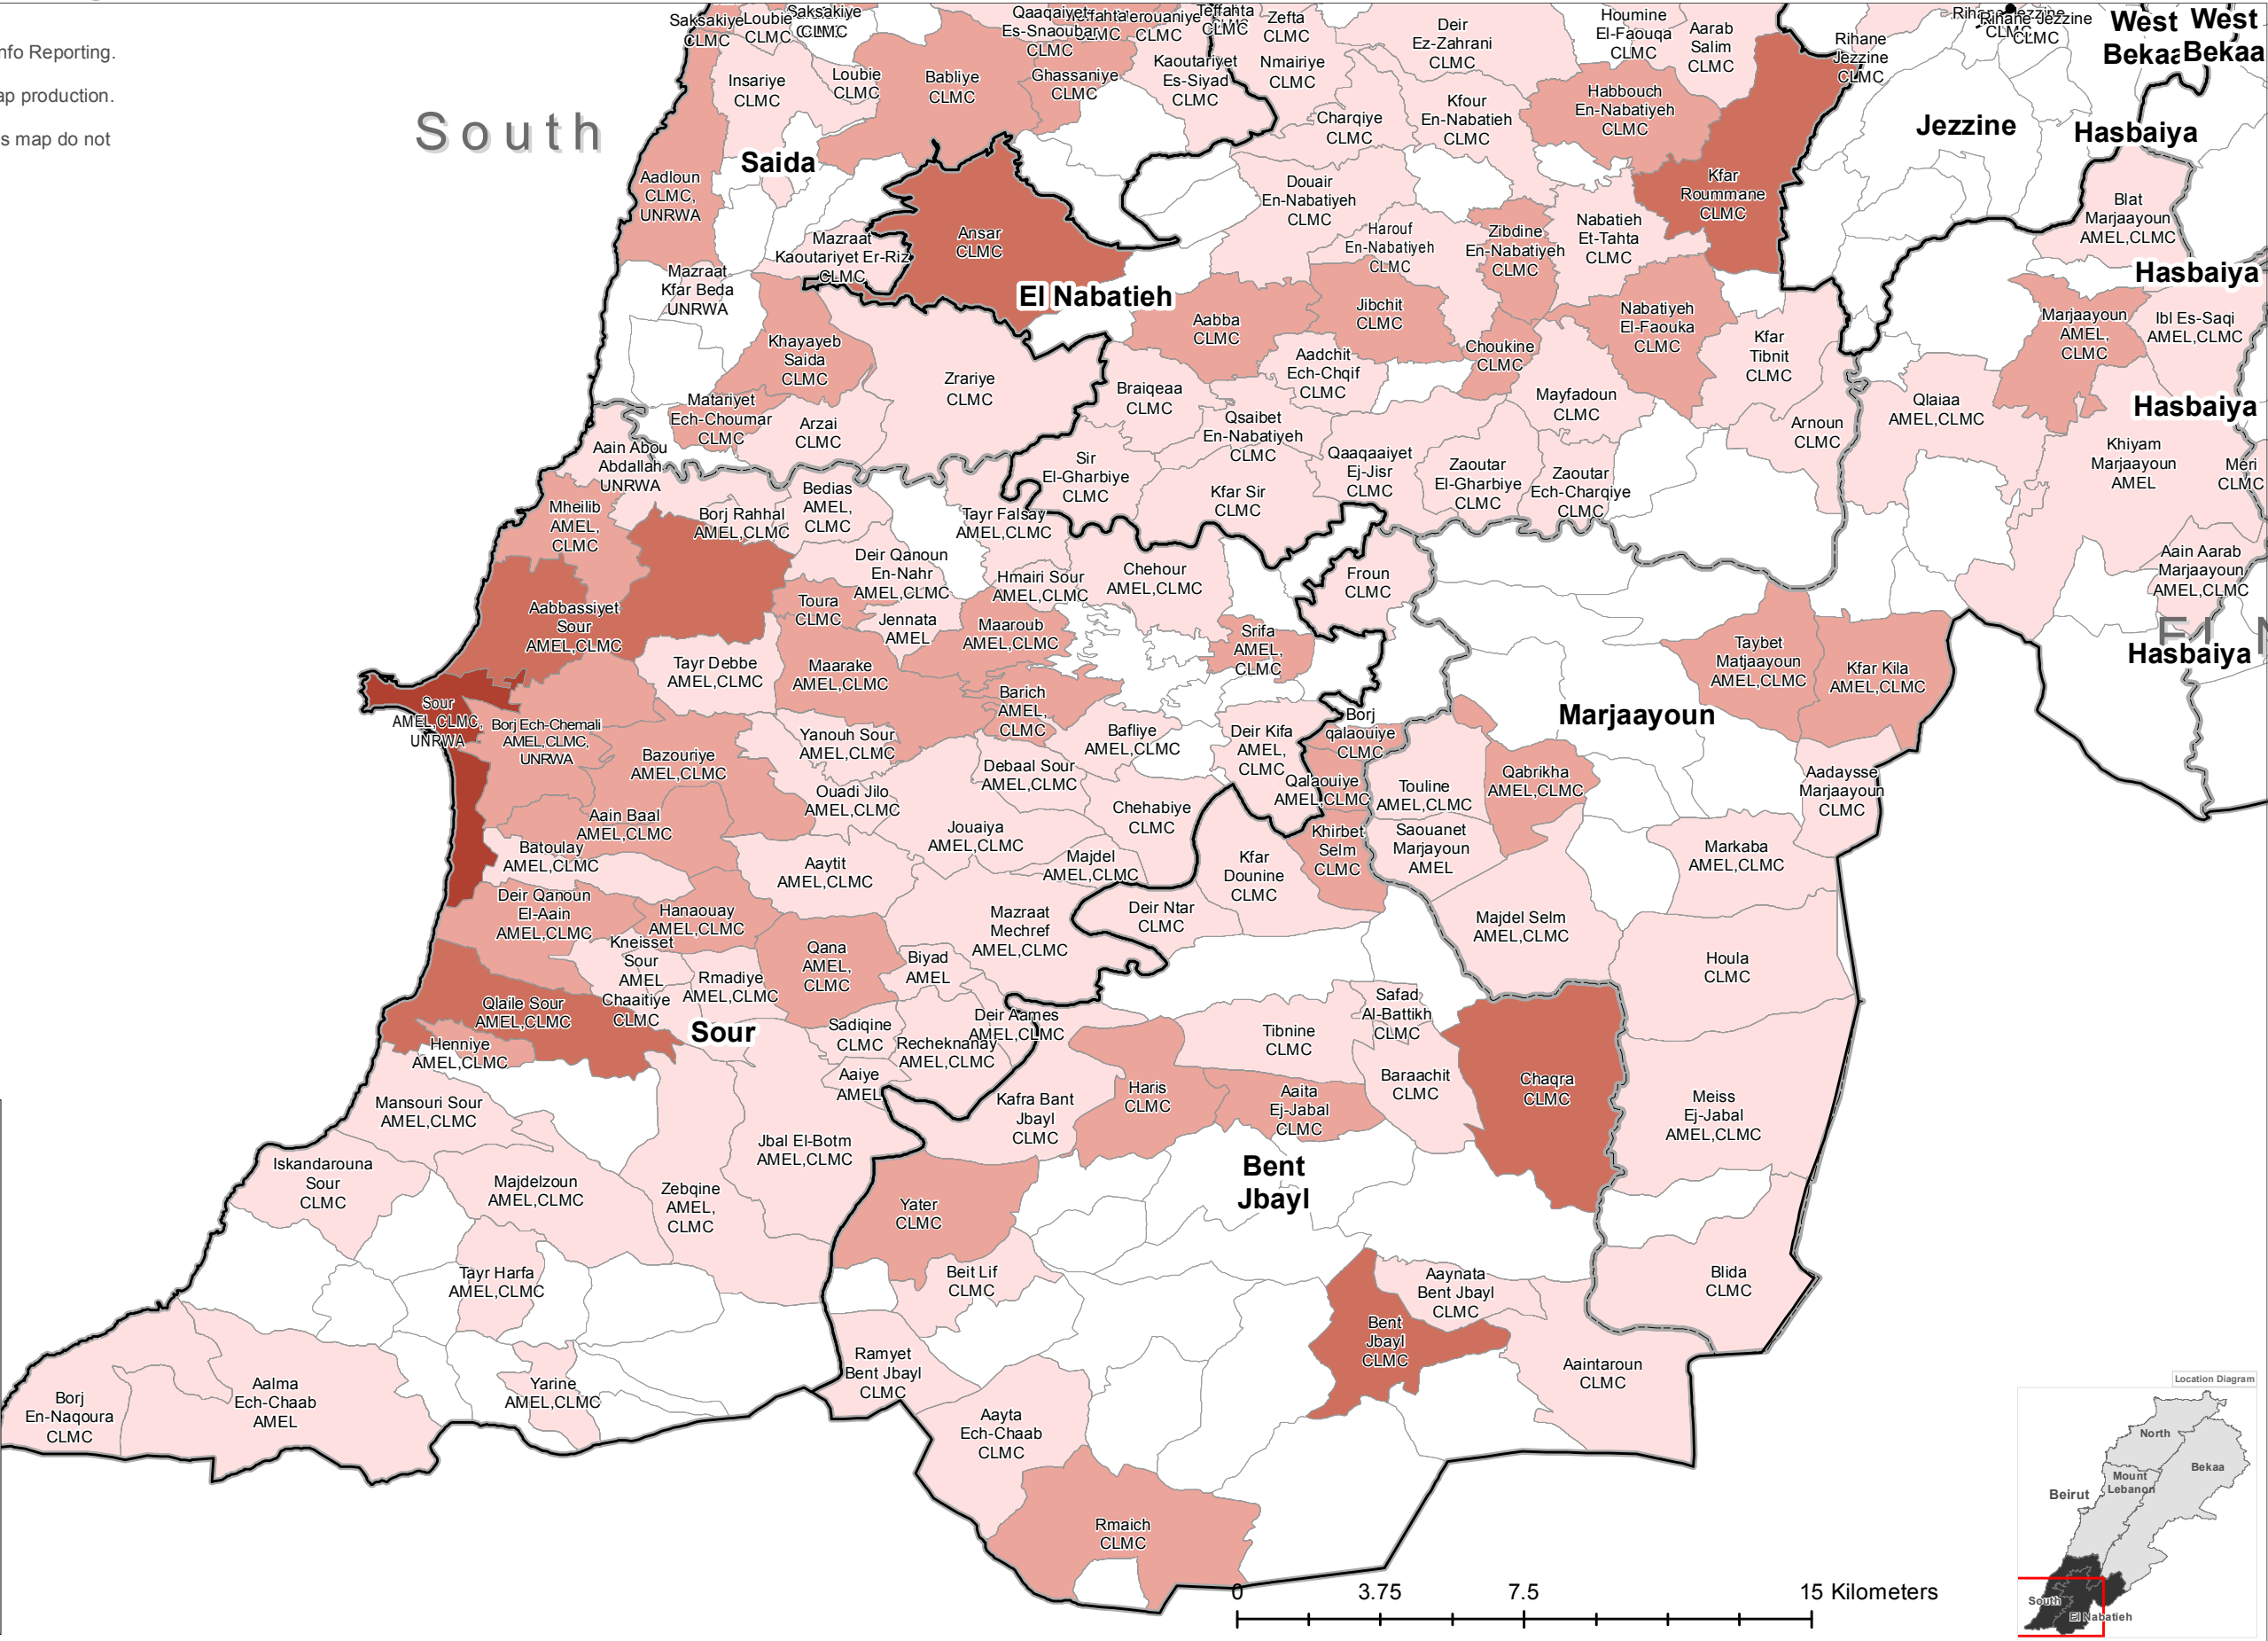 nfo Reporting.
ap production.
s map do not
South
Saksakiye
CLMC
Loubie
CLMC
Saksakiye
CLMC
Qaaqaiyet
Es-Snoubar
CLMC
Teffahta
CLMC
Zefta
CLMC
Deir
Ez-Zahrani
CLMC
Houmine
El-Faouqa
CLMC
Aarab
Salim
CLMC
Rihane
Jezzine
CLMC
Rihane Jezzine
CLMC
West
Bekaa
West
Bekaa
Insariye
CLMC
Loubie
CLMC
Babliye
CLMC
Ghassaniye
CLMC
Kaoutariyet
Es-Siyad
CLMC
Nmairiye
CLMC
Charqiye
CLMC
Kfour
En-Nabatieh
CLMC
Habbouch
En-Nabatiyeh
CLMC
Jezzine
Hasbaiya
Saida
Aadloun
CLMC,
UNRWA
Douair
En-Nabatiyeh
CLMC
Kfar
Roummane
CLMC
Blat
Marjaayoun
AMEL,CLMC
Mazraat
Kaoutariyet Er-Riz
CLMC
Ansar
CLMC
Harouf
En-Nabatiyeh
CLMC
Zibdine
En-Nabatiyeh
CLMC
Nabatieh
Et-Tahta
CLMC
Mazraat
Kfar Beda
UNRWA
El Nabatieh
Hasbaiya
Khayayeb
Saida
CLMC
Aabba
CLMC
Jibchit
CLMC
Choukine
CLMC
Nabatiyeh
El-Faouka
CLMC
Kfar
Tibnit
CLMC
Marjaayoun
AMEL,
CLMC
Ibl Es-Saqi
AMEL,CLMC
Zrariye
CLMC
Braiqeaa
CLMC
Aadchit
Ech-Chqif
CLMC
Mayfadoun
CLMC
Qlaiaa
AMEL,CLMC
Hasbaiya
Matariyet
Ech-Choumar
CLMC
Arzai
CLMC
Qsaibet
En-Nabatiyeh
CLMC
Arnoun
CLMC
Khiyam
Marjaayoun
AMEL
Meri
CLMC
Aain Abou
Abdallah
UNRWA
Sir
El-Gharbiye
CLMC
Kfar Sir
CLMC
Qaaqaaiyet
Ej-Jisr
CLMC
Zaoutar
El-Gharbiye
CLMC
Zaoutar
Ech-Charqiye
CLMC
Mheilib
AMEL,
CLMC
Borj Rahhal
AMEL,CLMC
Bedias
AMEL,
CLMC
Tayr Falsay
AMEL,CLMC
Deir Qanoun
En-Nahr
AMEL,CLMC
Hmairi Sour
AMEL,CLMC
Chehour
AMEL,CLMC
Froun
CLMC
Aain Aarab
Marjaayoun
AMEL,CLMC
Aabbassiyet
Sour
AMEL,CLMC
Toura
CLMC
Jennata
AMEL
Maaroub
AMEL,CLMC
Srifa
AMEL,
CLMC
Taybet
Matjaayoun
AMEL,CLMC
Kfar Kila
AMEL,CLMC
El N
Hasbaiya
Tayr Debbe
AMEL,CLMC
Maarake
AMEL,CLMC
Barich
AMEL,
CLMC
Marjaayoun
Sour
AMEL,CLMC,
UNRWA
Borj Ech-Chemali
AMEL,CLMC,
UNRWA
Bazouriye
AMEL,CLMC
Yanouh Sour
AMEL,CLMC
Bafliye
AMEL,CLMC
Deir Kifa
AMEL,
CLMC
Borj
qalaouiye
CLMC
Debaal Sour
AMEL,CLMC
Qalaouiye
AMEL,CLMC
Touline
AMEL,CLMC
Qabrikha
AMEL,CLMC
Aadaysse
Marjaayoun
CLMC
Ouadi Jilo
AMEL,CLMC
Chehabiye
CLMC
Aain Baal
AMEL,CLMC
Jouaiya
AMEL,CLMC
Khirbet
Selm
CLMC
Saouanet
Marjayoun
AMEL
Markaba
AMEL,CLMC
Batoulay
AMEL,CLMC
Aaytit
AMEL,CLMC
Majdel
AMEL,CLMC
Kfar
Dounine
CLMC
Deir Qanoun
El-Aain
AMEL,CLMC
Hanaouay
AMEL,CLMC
Mazraat
Mechref
AMEL,CLMC
Deir Ntar
CLMC
Majdel Selm
AMEL,CLMC
Kneisset
Sour
AMEL
Qana
AMEL,
CLMC
Biyad
AMEL
Houla
CLMC
Rmadiye
AMEL,CLMC
Qlaile Sour
AMEL,CLMC
Chaaitiye
CLMC
Sour
Sadiqine
CLMC
Deir Aames
AMEL,CLMC
Safad
Al-Battikh
CLMC
Henniye
AMEL,CLMC
Recheknanay
AMEL,CLMC
Tibnine
CLMC
Aaiye
AMEL
Kafra Bant
Jbayl
CLMC
Haris
CLMC
Aaita
Ej-Jabal
CLMC
Baraachit
CLMC
Chaqra
CLMC
Meiss
Ej-Jabal
AMEL,CLMC
Mansouri Sour
AMEL,CLMC
Jbal El-Botm
AMEL,CLMC
Bent
Jbayl
Iskandarouna
Sour
CLMC
Majdelzoun
AMEL,CLMC
Zebqine
AMEL,
CLMC
Yater
CLMC
Tayr Harfa
AMEL,CLMC
Beit Lif
CLMC
Aaynata
Bent Jbayl
CLMC
Blida
CLMC
Bent
Jbayl
CLMC
Ramyet
Bent Jbayl
CLMC
Aaintaroun
CLMC
Borj
En-Naqoura
CLMC
Aalma
Ech-Chaab
AMEL
Yarine
AMEL,CLMC
Aayta
Ech-Chaab
CLMC
Rmaich
CLMC
0 3.75 7.5 15 Kilometers
Location Diagram
North
Mount
Lebanon
Bekaa
Beirut
South
El Nabatieh